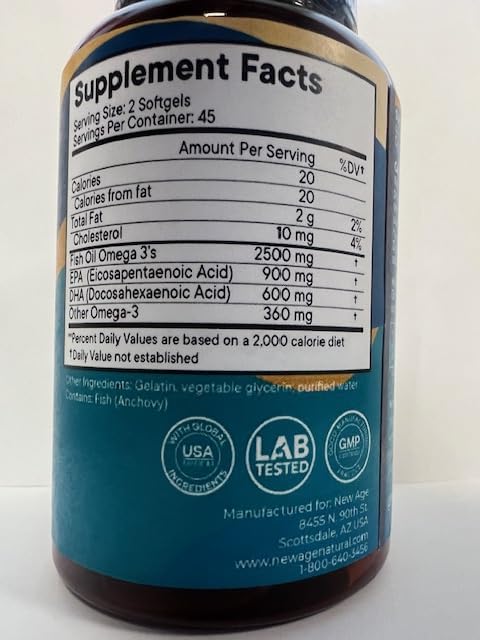 Supplement Facts
Serving Size: 2 Softgels
Servings Per Container: 45
Amount Per Serving %DV†
Calories 20
Calories from fat 20
Total Fat 2 g 2%
Cholesterol 10 mg 4%
Fish Oil Omega 3's 2500 mg †
EPA (Eicosapentaenoic Acid) 900 mg †
DHA (Docosahexaenoic Acid) 600 mg †
Other Omega-3 360 mg †
*Percent Daily Values are based on a 2,000 calorie diet
†Daily Value not established
Other Ingredients: Gelatin, vegetable glycerin, purified water
Contains: Fish (Anchovy)
WITH GLOBAL
USA
INGREDIENTS
LAB
TESTED
GOOD MANUFACTURING
GMP
PRACTICE
Manufactured for: New Age
8455 N. 90th St.
Scottsdale, AZ USA
www.newagenatural.com
1-800-640-3456